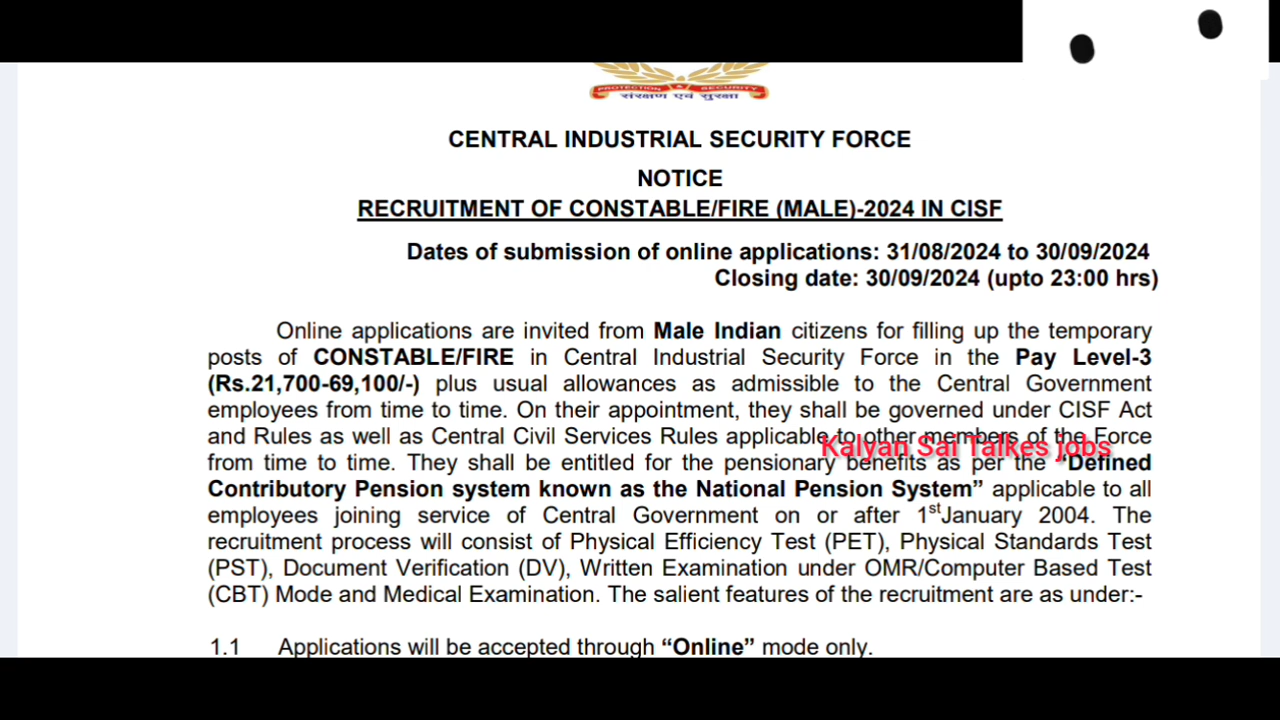 PROTECTION & SECURITY
संरक्षण एवं सुरक्षा
CENTRAL INDUSTRIAL SECURITY FORCE
NOTICE
RECRUITMENT OF CONSTABLE/FIRE (MALE)-2024 IN CISF
Dates of submission of online applications: 31/08/2024 to 30/09/2024
Closing date: 30/09/2024 (upto 23:00 hrs)
Online applications are invited from Male Indian citizens for filling up the temporary
posts of CONSTABLE/FIRE in Central Industrial Security Force in the Pay Level-3
(Rs.21,700-69,100/-) plus usual allowances as admissible to the Central Government
employees from time to time. On their appointment, they shall be governed under CISF Act
and Rules as well as Central Civil Services Rules applicable to other members of the Force
Kalyan Sai Talkes jobs
from time to time. They shall be entitled for the pensionary benefits as per the “Defined
Contributory Pension system known as the National Pension System” applicable to all
employees joining service of Central Government on or after 1st January 2004. The
recruitment process will consist of Physical Efficiency Test (PET), Physical Standards Test
(PST), Document Verification (DV), Written Examination under OMR/Computer Based Test
(CBT) Mode and Medical Examination. The salient features of the recruitment are as under:-
1.1 Applications will be accepted through “Online” mode only.